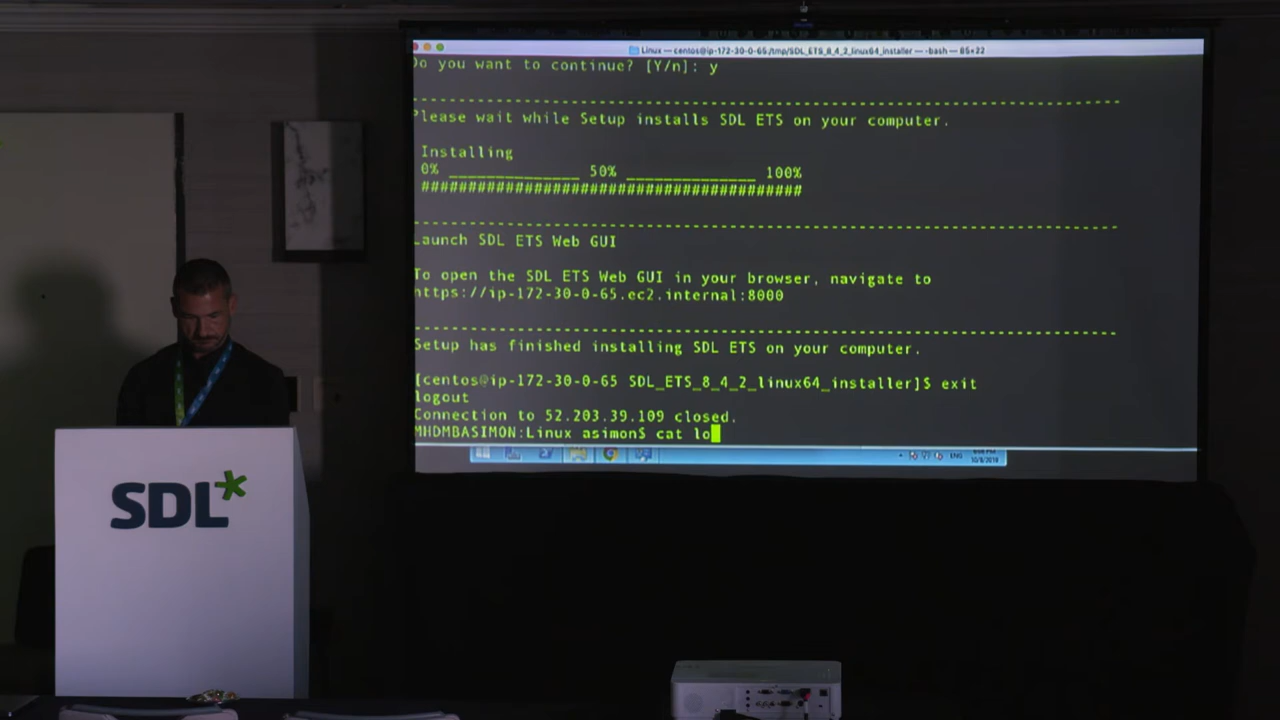 Linux — centos@ip-172-30-0-65:/tmp/SDL_ETS_8_4_2_linux64_installer — -bash — 85×22
Do you want to continue? [Y/n]: y
Please wait while Setup installs SDL ETS on your computer.
Installing
0% ______________ 50% ______________ 100%
#########################################
Launch SDL ETS Web GUI
To open the SDL ETS Web GUI in your browser, navigate to
https://ip-172-30-0-65.ec2.internal:8000
Setup has finished installing SDL ETS on your computer.
[centos@ip-172-30-0-65 SDL_ETS_8_4_2_linux64_installer]$ exit
logout
Connection to 52.203.39.109 closed.
MHDMBASIMON:Linux asimon$ cat lo
ENG
SDL*